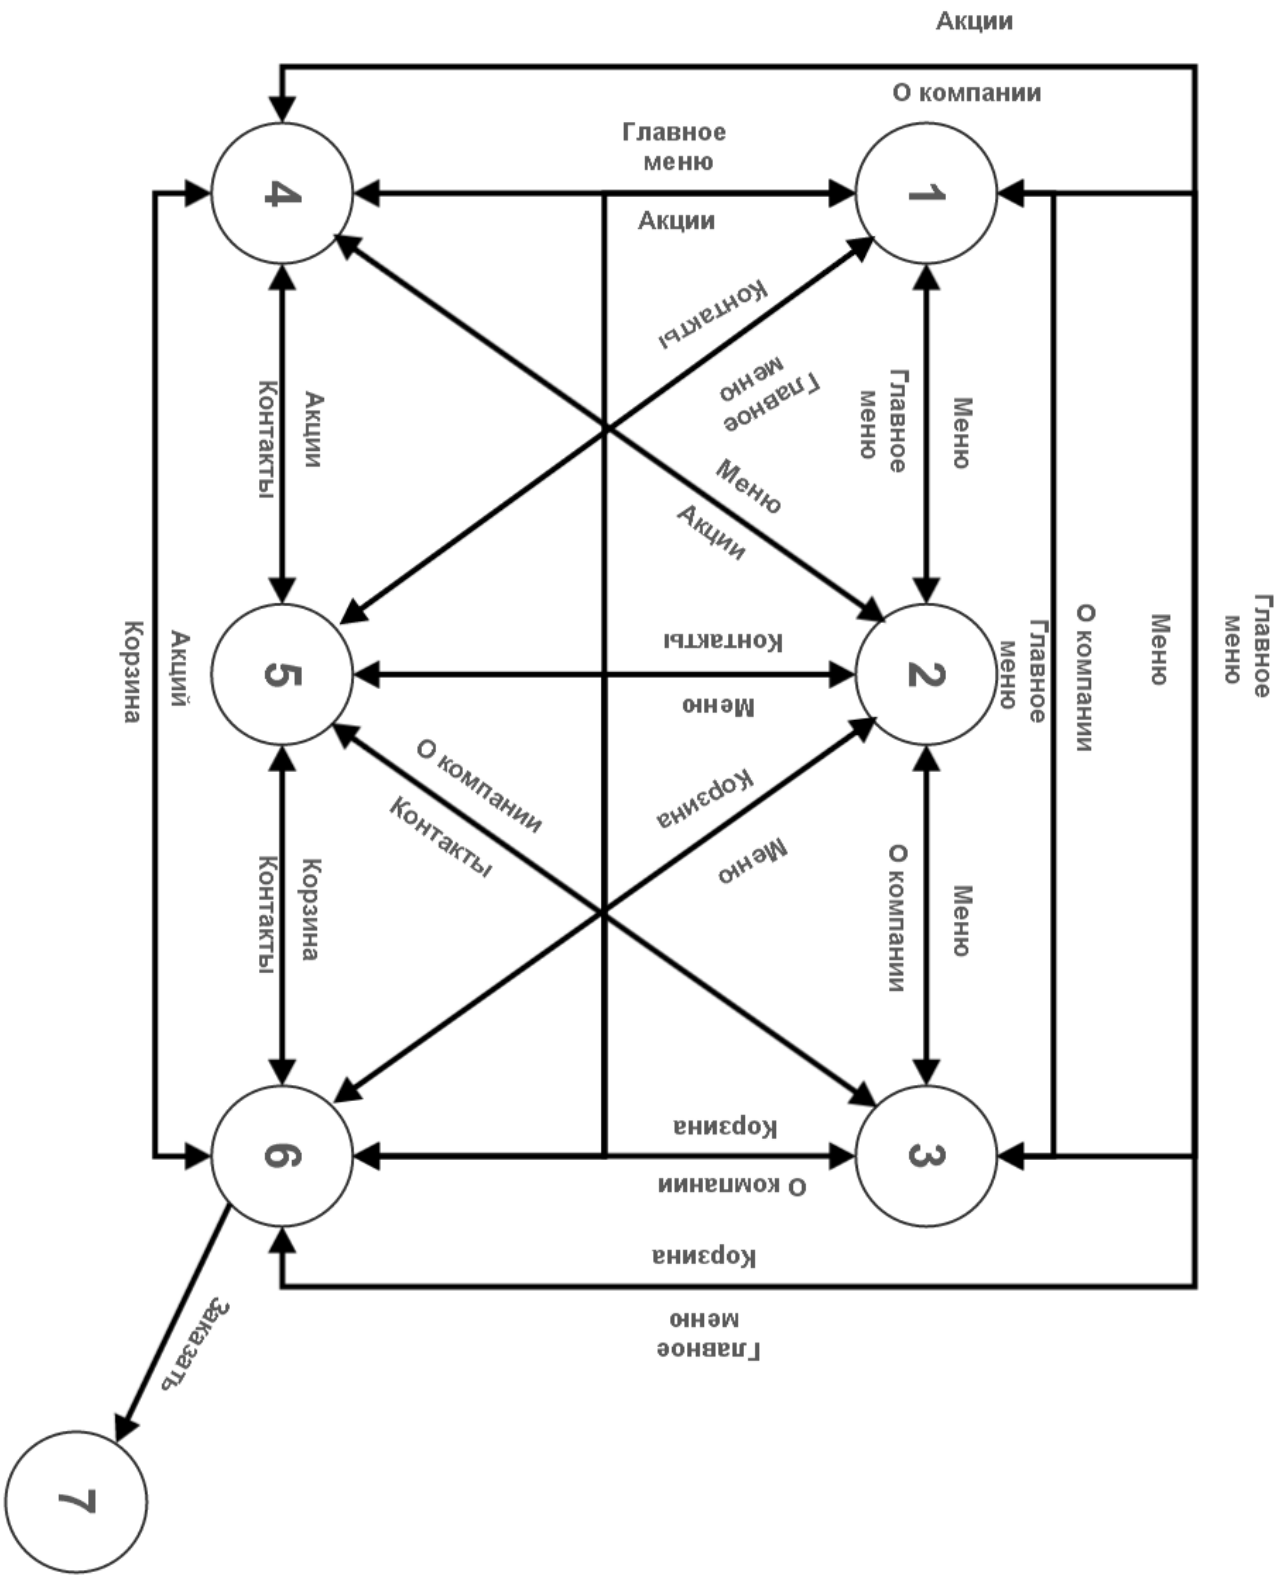 Акции
О компании
Главное
меню
Акции
4
1
Контакты
Главное
меню
Меню
Акции
Акции
Контакты
Главное
меню
Меню
Корзина
Акций
5
2
Контакты
Меню
Главное
меню
О компании
Меню
Главное
меню
О компании
Контакты
Корзина
Меню
О компании
Меню
Корзина
Контакты
6
3
Корзина
О компании
Корзина
Главное
меню
Заказать
7